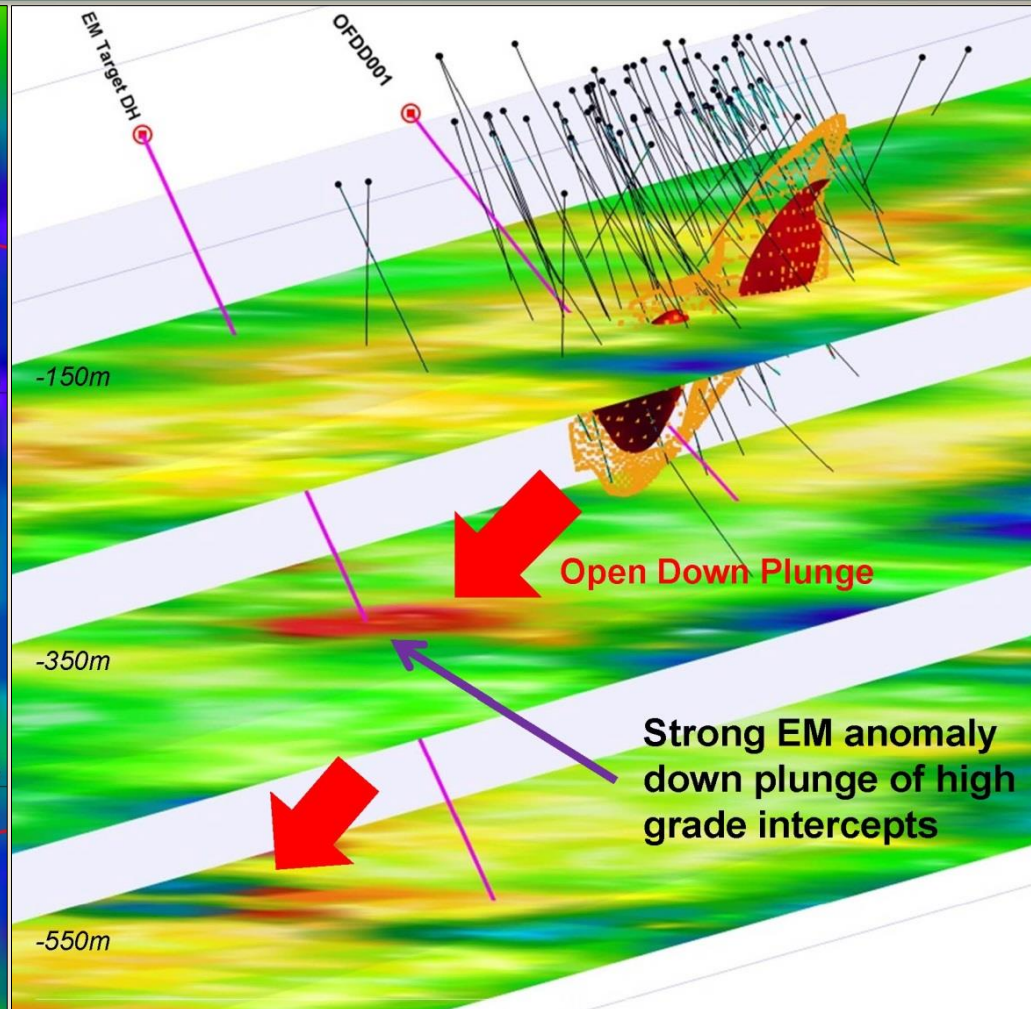 EM Target DH
OFDD001
-150m
Open Down Plunge
-350m
Strong EM anomaly
down plunge of high
grade intercepts
-550m